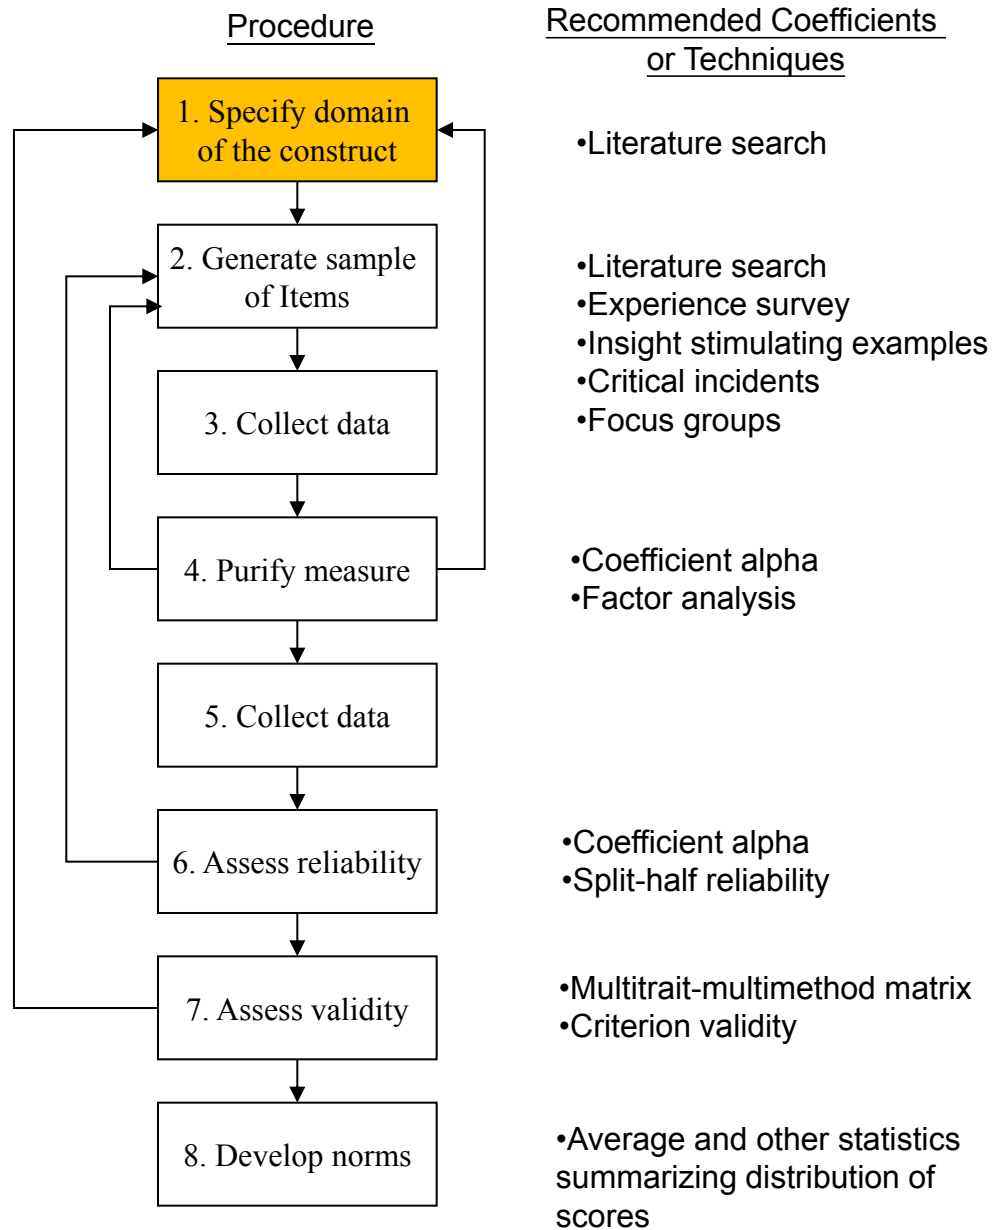 Procedure
Recommended Coefficients
or Techniques
1. Specify domain
of the construct
•Literature search
2. Generate sample
of Items
•Literature search
•Experience survey
•Insight stimulating examples
•Critical incidents
•Focus groups
3. Collect data
4. Purify measure
•Coefficient alpha
•Factor analysis
5. Collect data
6. Assess reliability
•Coefficient alpha
•Split-half reliability
7. Assess validity
•Multitrait-multimethod matrix
•Criterion validity
8. Develop norms
•Average and other statistics
summarizing distribution of
scores